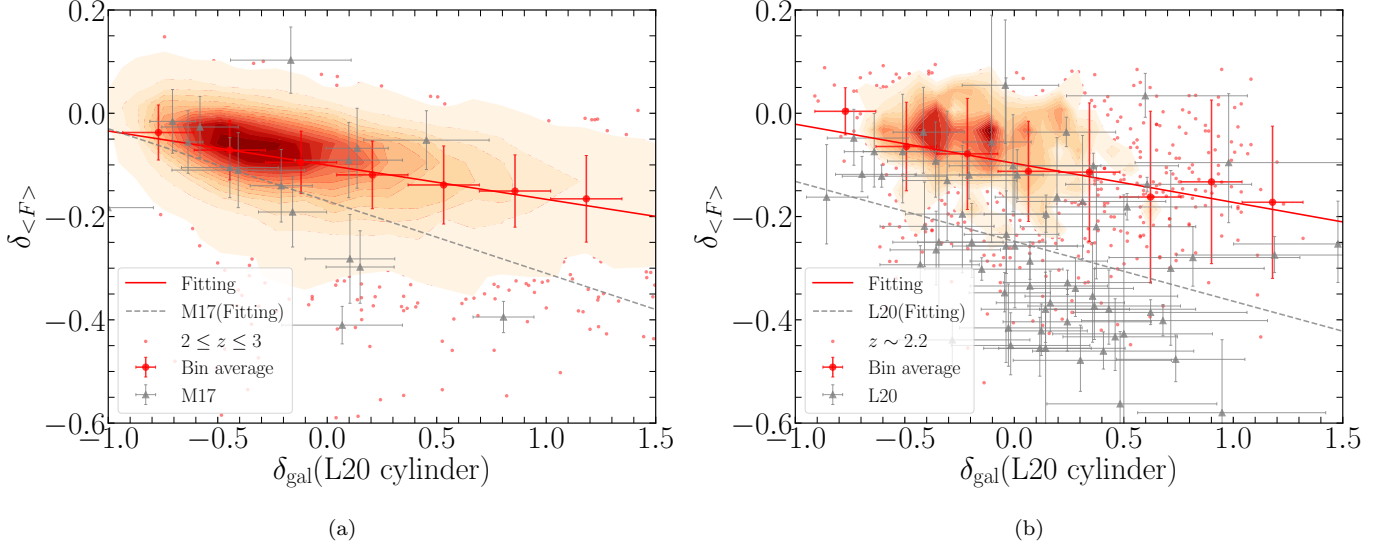 0.2
0.0
−0.2
−0.4
−0.6
δ<F>
−1.0 −0.5 0.0 0.5 1.0 1.5
δgal(L20 cylinder)
Fitting
M17(Fitting)
2 ≤ z ≤ 3
Bin average
M17
(a)
0.2
0.0
−0.2
−0.4
−0.6
δ<F>
−1.0 −0.5 0.0 0.5 1.0 1.5
δgal(L20 cylinder)
Fitting
L20(Fitting)
z ∼ 2.2
Bin average
L20
(b)